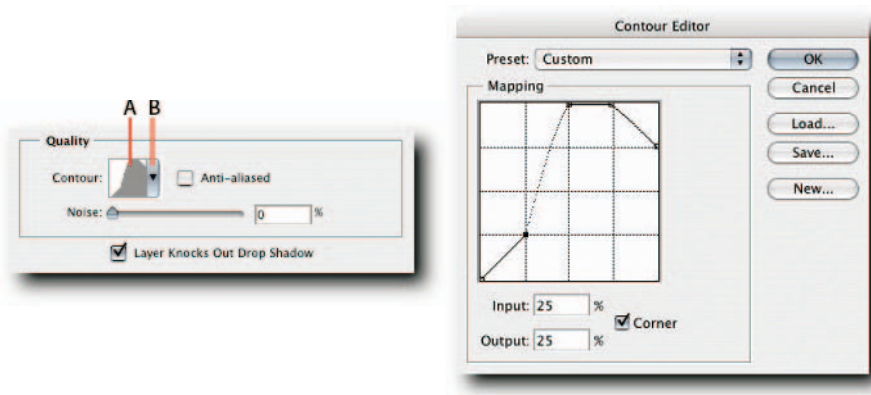 A B
Quality
Contour:
Anti-aliased
Noise: 0 %
Layer Knocks Out Drop Shadow
Contour Editor
Preset: Custom
OK
Mapping
Cancel
Load...
Save...
New...
Input: 25 %
Corner
Output: 25 %